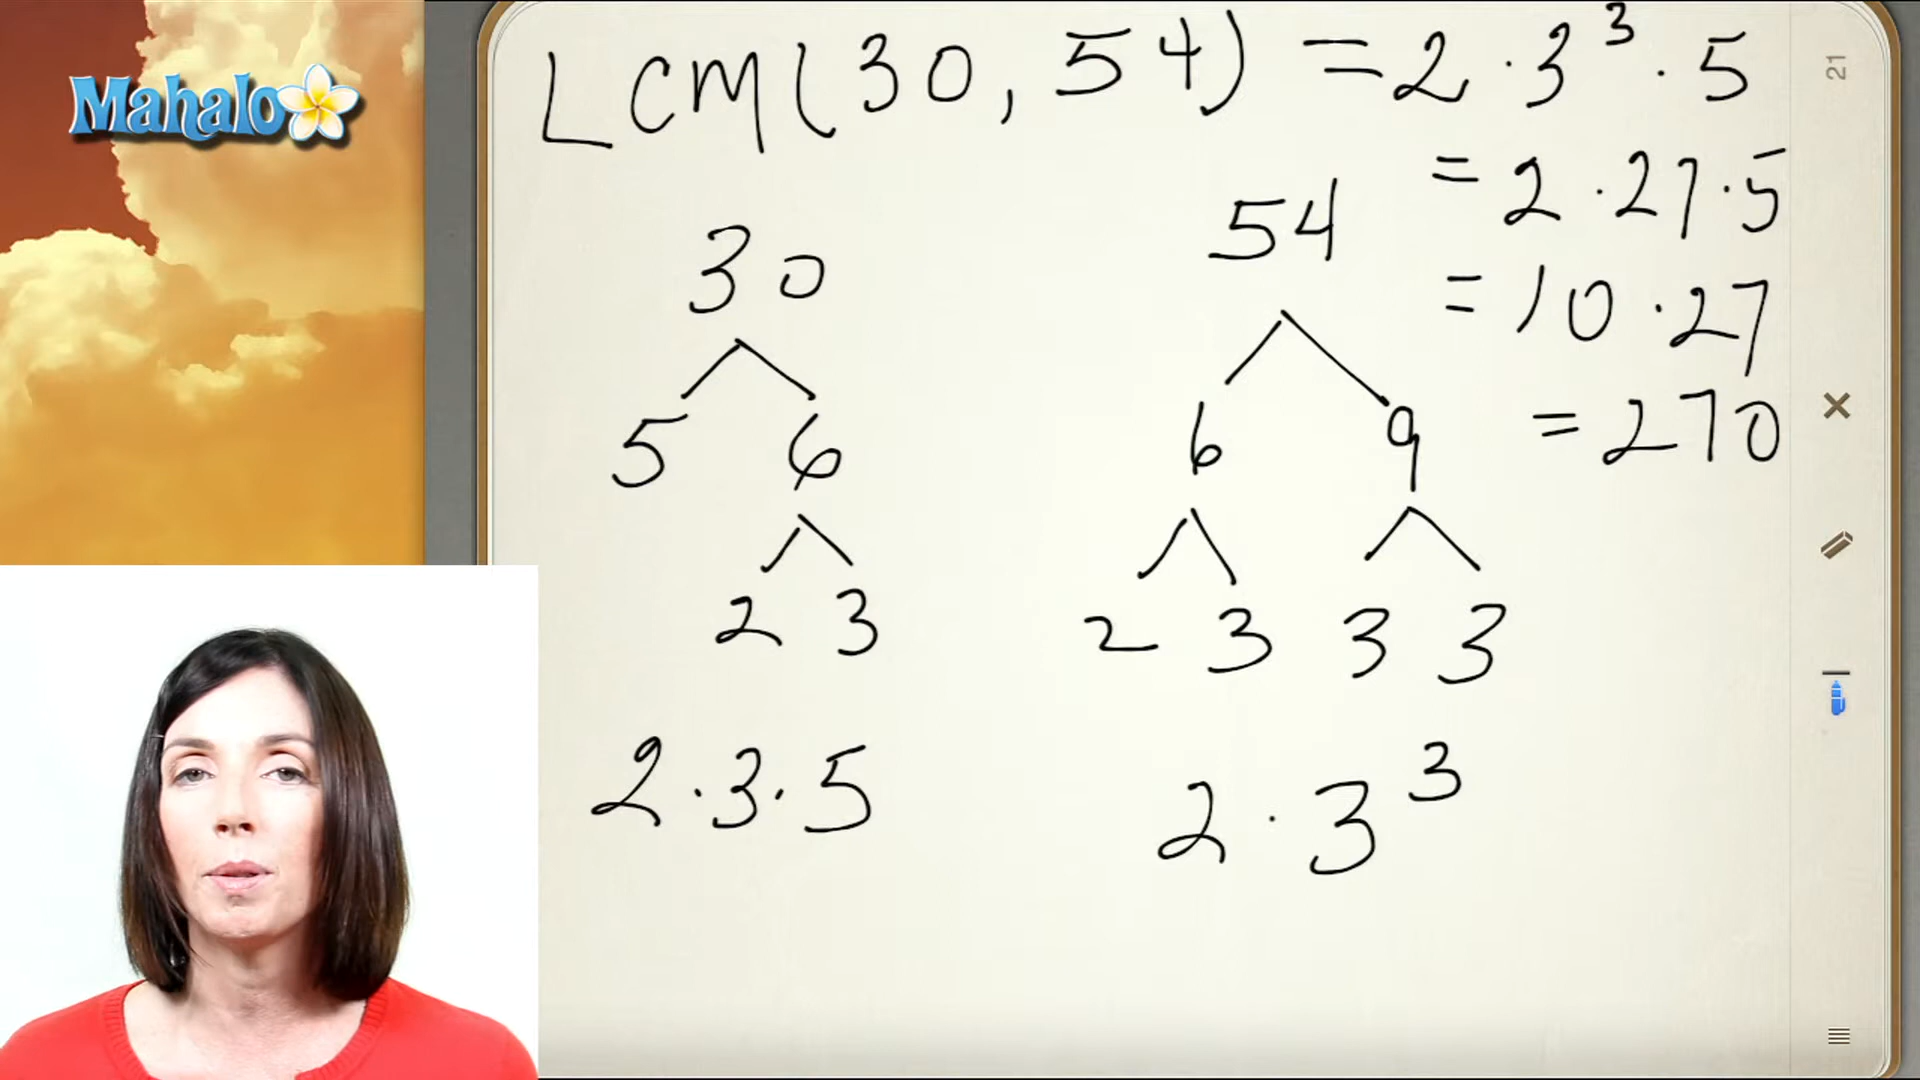 Mahalo
LCM(30, 54) = 2 · 3³ · 5
= 2 · 27 · 5
= 10 · 27
= 270
21
30
5 6
2 3
2 · 3 · 5
54
6 9
2 3 3 3
2 · 3³